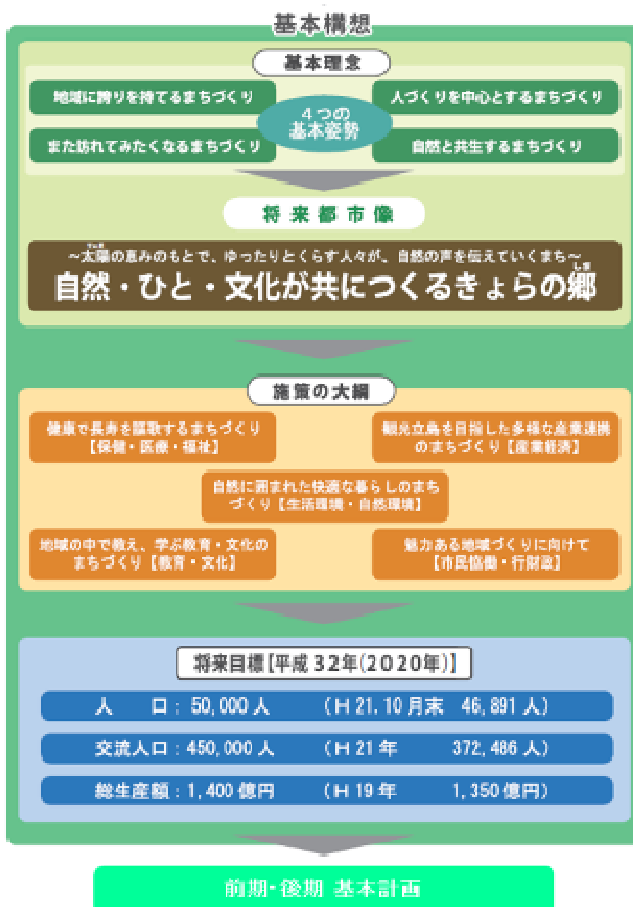 基本構想
基本理念
地域に誇りを持てるまちづくり
人づくりを中心とするまちづくり
4つの
基本姿勢
また訪れてみたくなるまちづくり
自然と共生するまちづくり
将来都市像
~太陽の恵みのもとで、ゆったりとくらす人々が、自然の声を伝えていくまち~
自然・ひと・文化が共につくるきょらの郷
しま
施策の大綱
健康で長寿を謳歌するまちづくり
【保健・医療・福祉】
観光立島を目指した多様な産業連携
のまちづくり【産業経済】
自然に囲まれた快適な暮らしのまち
づくり【生活環境・自然環境】
地域の中で教え、学ぶ教育・文化の
まちづくり【教育・文化】
魅力ある地域づくりに向けて
【市民協働・行財政】
将来目標【平成32年(2020年)】
人 口: 50,000人 (H21.10月末 46,891人)
交流人口:450,000人 (H21年 372,486人)
総生産額:1,400億円 (H19年 1,350億円)
前期・後期 基本計画